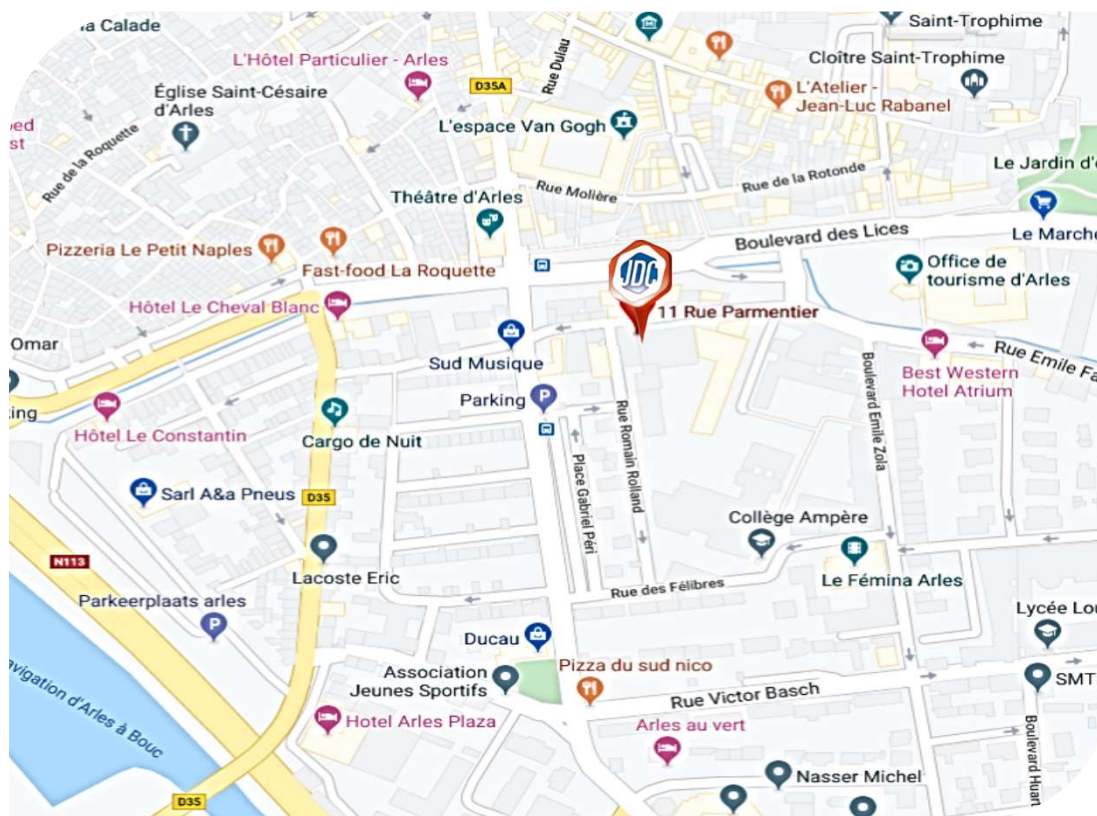 la Calade
Saint-Trophime
Cloître Saint-Trophime
L'Hôtel Particulier - Arles
Rue Dulau
D35A
L'Atelier -
Jean-Luc Rabanel
Église Saint-Césaire
d'Arles
L'espace Van Gogh
Rue de la Roquette
Le Jardin d'
Rue de la Rotonde
Rue Molière
Théâtre d'Arles
Pizzeria Le Petit Naples
Fast-food La Roquette
Boulevard des Lices
Le Marche
JDC
Office de
tourisme d'Arles
Hôtel Le Cheval Blanc
11 Rue Parmentier
Omar
Sud Musique
Rue Emile Fa
Best Western
Hotel Atrium
Parking
Boulevard Emile Zola
Hôtel Le Constantin
Cargo de Nuit
Rue Romain Rolland
Place Gabriel Péri
Sarl A&a Pneus
D35
Collège Ampère
N113
Lacoste Eric
Le Fémina Arles
Rue des Félibres
Parkeerplaats arles
P
Lycée Lou
Ducau
Association
Jeunes Sportifs
Pizza du sud nico
SMT
Rue Victor Basch
avigation d'Arles à Bouc
Hotel Arles Plaza
Arles au vert
Boulevard Huart
Nasser Michel
D35